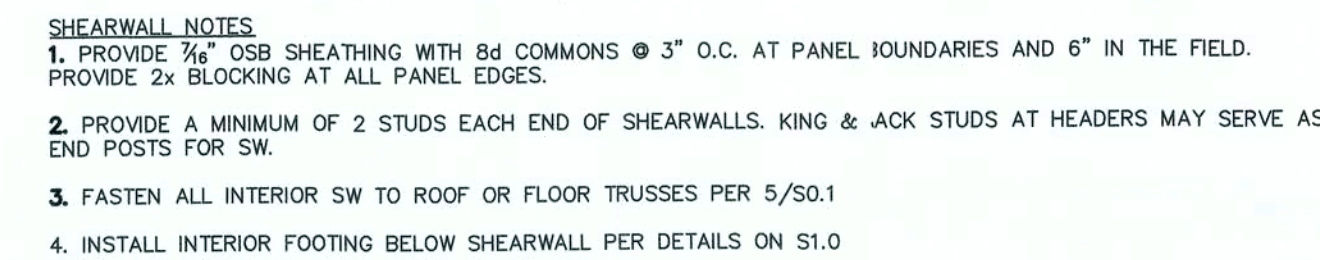 SHEARWALL NOTES
1. PROVIDE 7/16" OSB SHEATHING WITH 8d COMMONS @ 3" O.C. AT PANEL BOUNDARIES AND 6" IN THE FIELD.
PROVIDE 2x BLOCKING AT ALL PANEL EDGES.
2. PROVIDE A MINIMUM OF 2 STUDS EACH END OF SHEARWALLS. KING & JACK STUDS AT HEADERS MAY SERVE AS
END POSTS FOR SW.
3. FASTEN ALL INTERIOR SW TO ROOF OR FLOOR TRUSSES PER 5/S0.1
4. INSTALL INTERIOR FOOTING BELOW SHEARWALL PER DETAILS ON S1.0